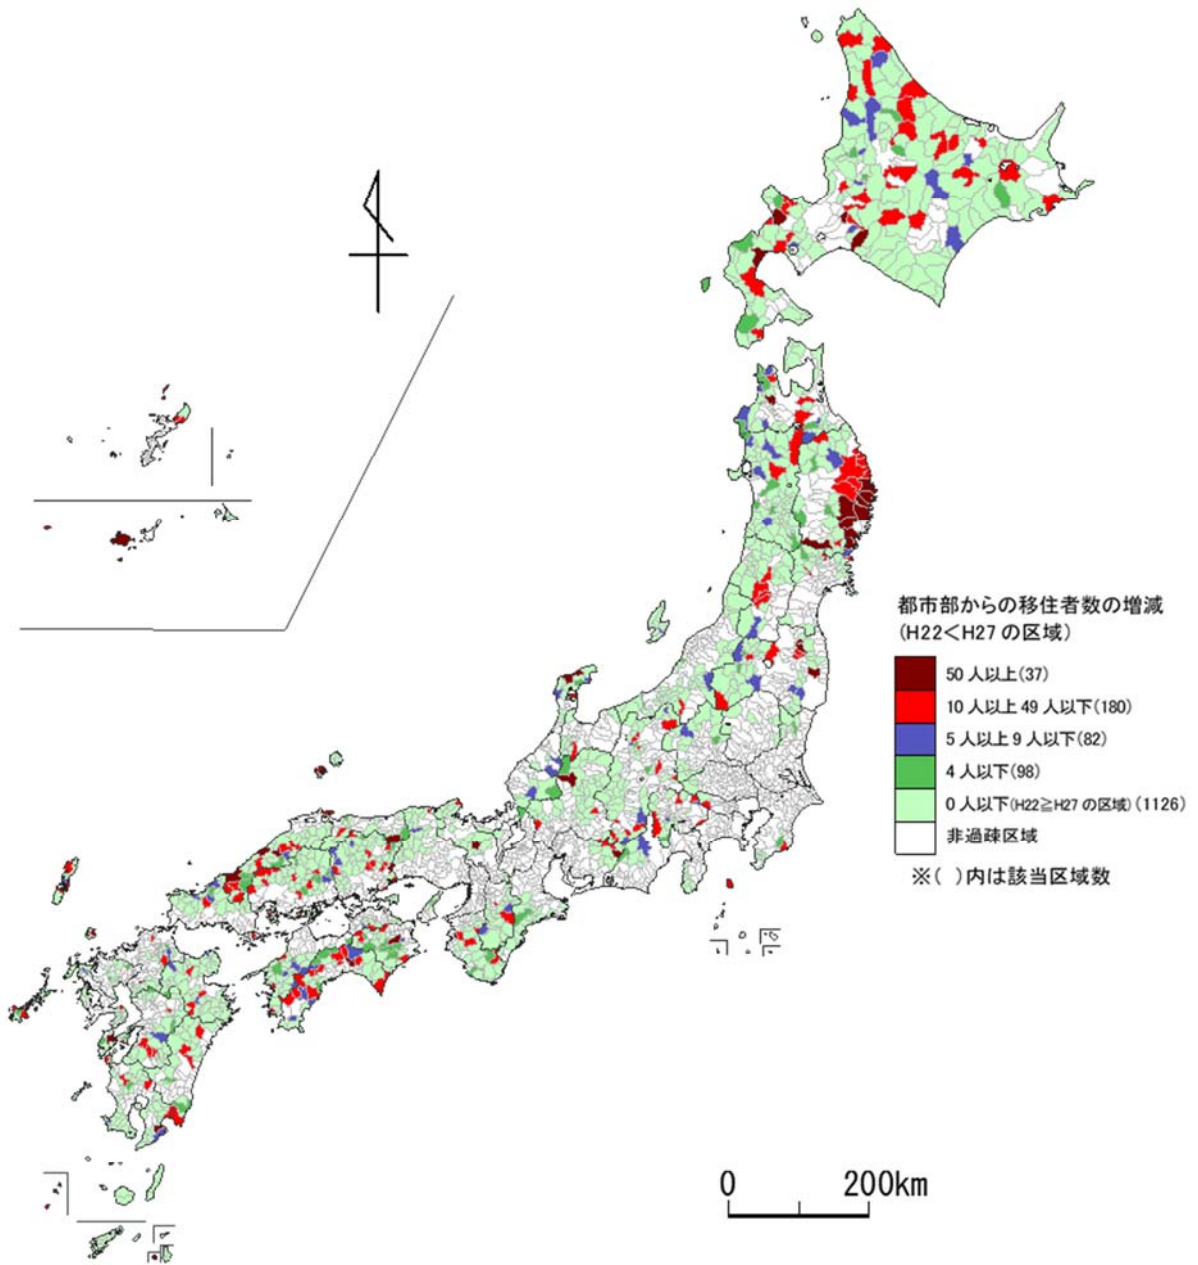 都市部からの移住者数の増減
(H22<H27 の区域)
50 人以上(37)
10 人以上 49 人以下(180)
5 人以上 9 人以下(82)
4 人以下(98)
0 人以下(H22≧H27 の区域)(1126)
非過疎区域
※( )内は該当区域数
0 200km